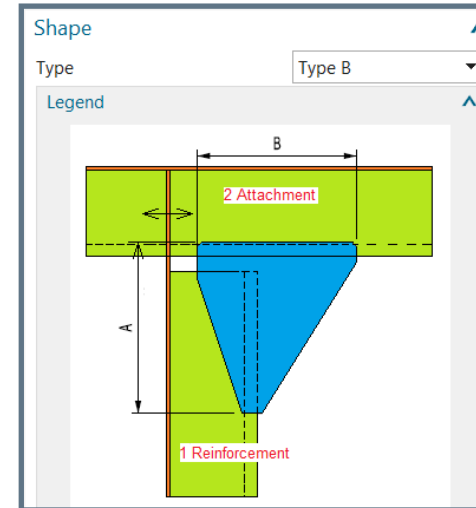 Shape
Type
Type B
Legend
B
2 Attachment
A
1 Reinforcement